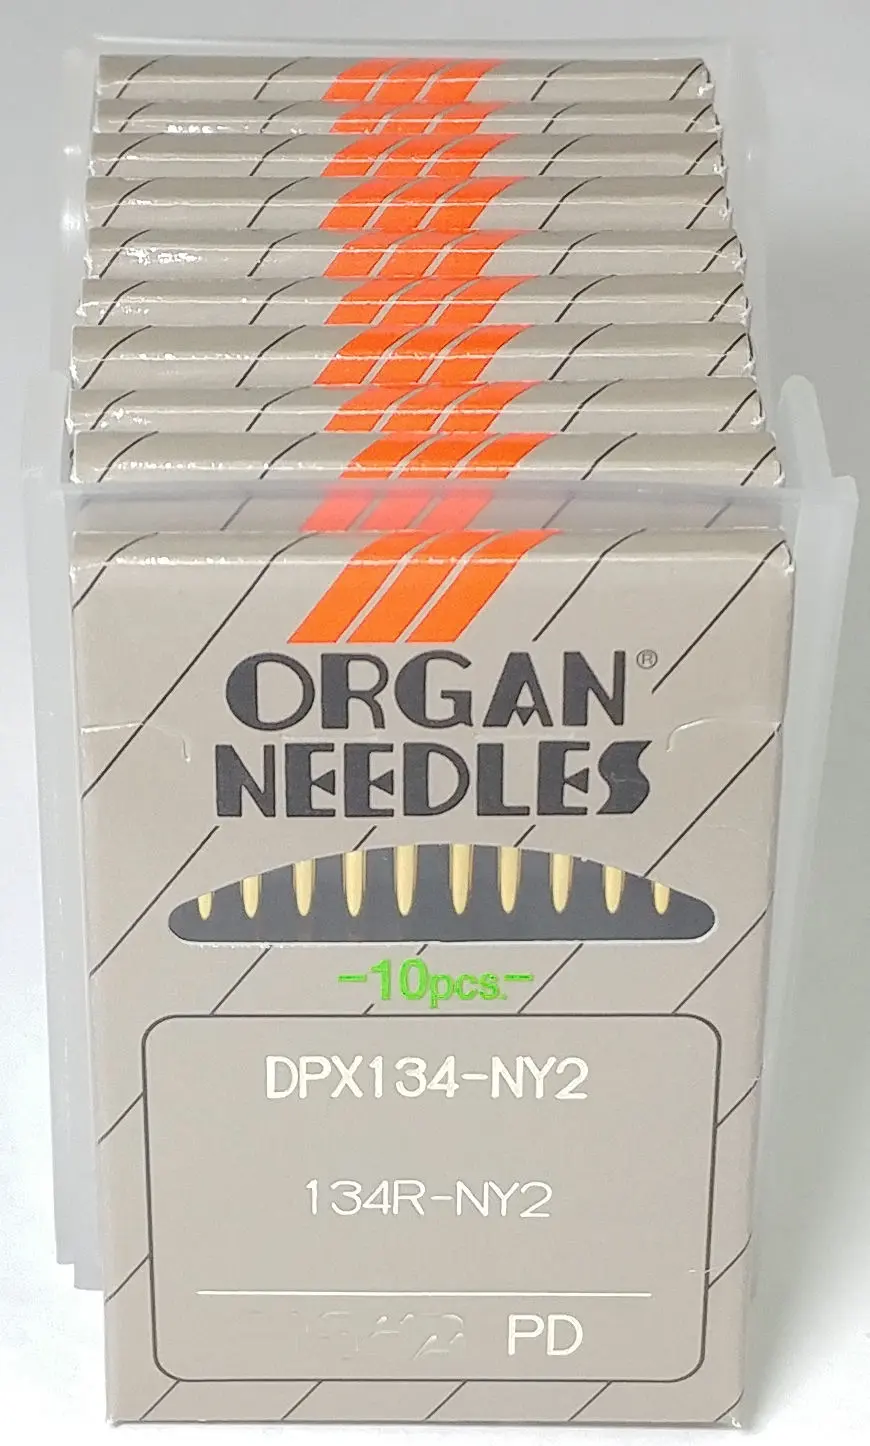 ORGAN®
NEEDLES
-10pcs.-
DPX134-NY2
134R-NY2
PD